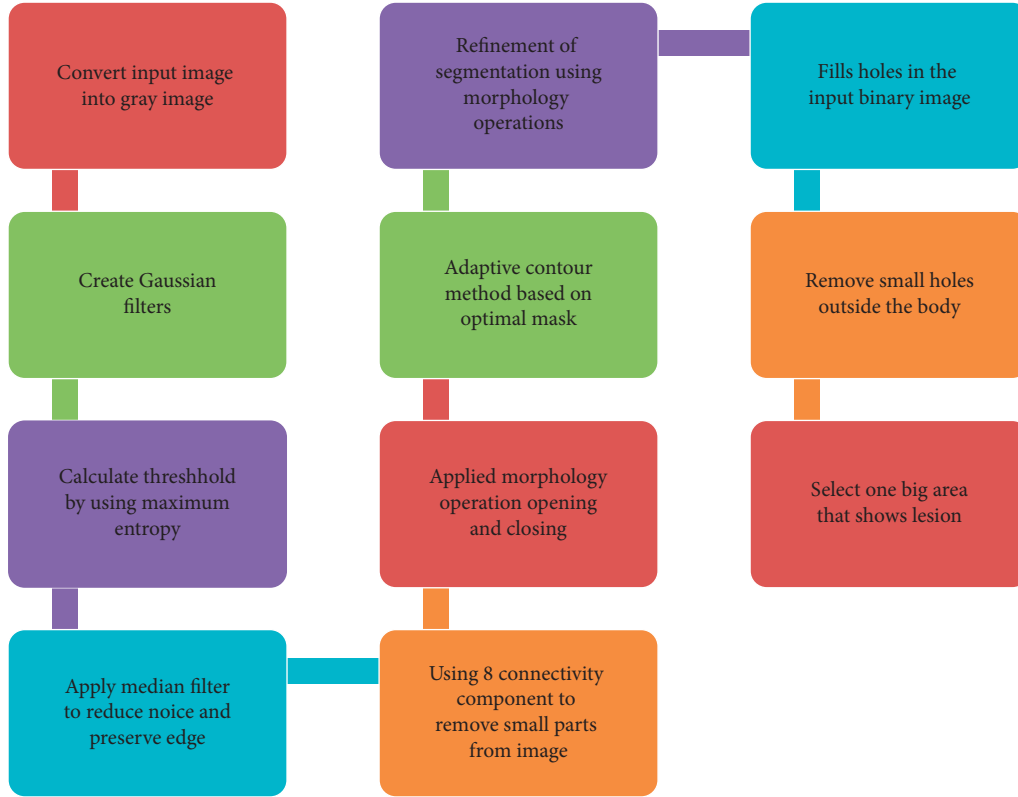 Convert input image
into gray image
Create Gaussian
filters
Calculate threshhold
by using maximum
entropy
Apply median filter
to reduce noice and
preserve edge
Using 8 connectivity
component to
remove small parts
from image
Applied morphology
operation opening
and closing
Adaptive contour
method based on
optimal mask
Refinement of
segmentation using
morphology
operations
Fills holes in the
input binary image
Remove small holes
outside the body
Select one big area
that shows lesion